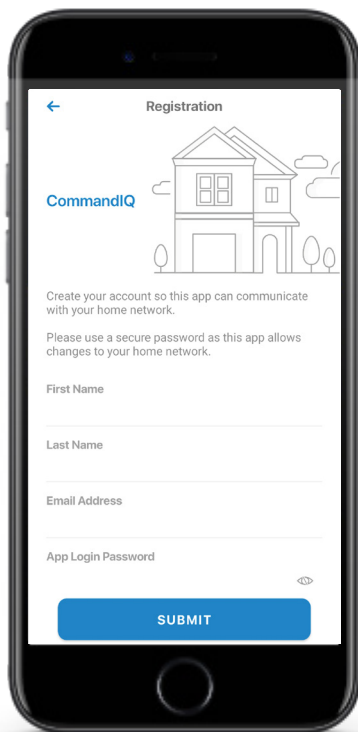 Registration
CommandIQ
Create your account so this app can communicate
with your home network.
Please use a secure password as this app allows
changes to your home network.
First Name
Last Name
Email Address
App Login Password
SUBMIT